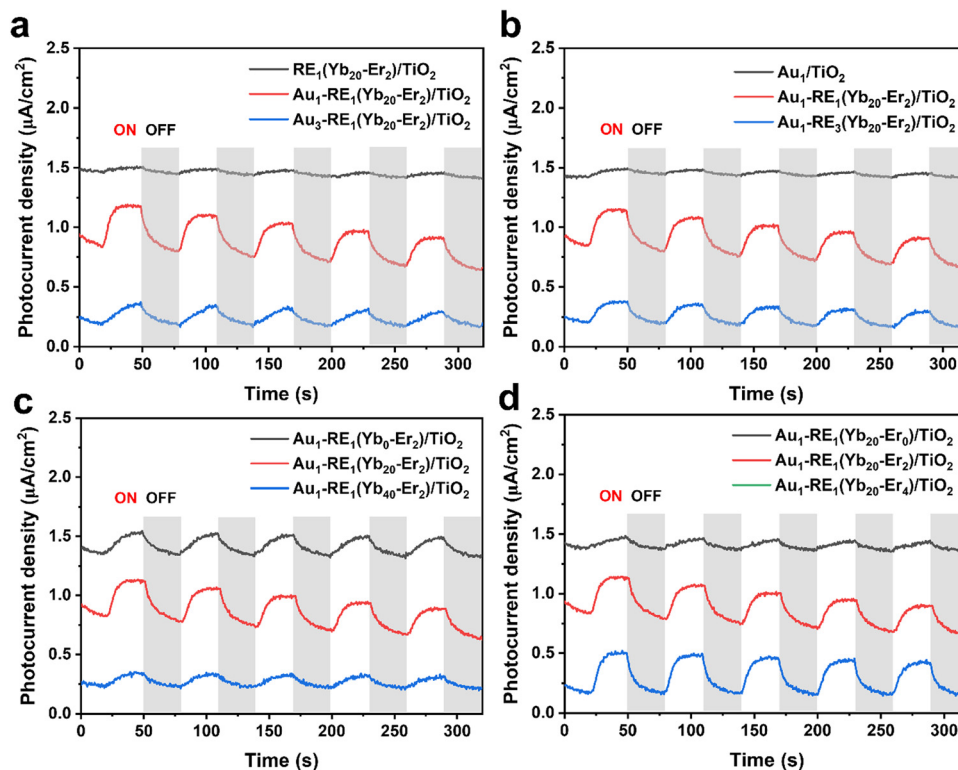 a
2.5
2.0
1.5
1.0
0.5
0.0
Photocurrent density (μA/cm²)
RE₁(Yb₂₀-Er₂)/TiO₂
Au₁-RE₁(Yb₂₀-Er₂)/TiO₂
Au₃-RE₁(Yb₂₀-Er₂)/TiO₂
ON OFF
0 50 100 150 200 250 300
Time (s)
b
2.5
2.0
1.5
1.0
0.5
0.0
Photocurrent density (μA/cm²)
Au₁/TiO₂
Au₁-RE₁(Yb₂₀-Er₂)/TiO₂
Au₁-RE₃(Yb₂₀-Er₂)/TiO₂
ON OFF
0 50 100 150 200 250 300
Time (s)
c
2.5
2.0
1.5
1.0
0.5
0.0
Photocurrent density (μA/cm²)
Au₁-RE₁(Yb₀-Er₂)/TiO₂
Au₁-RE₁(Yb₂₀-Er₂)/TiO₂
Au₁-RE₁(Yb₄₀-Er₂)/TiO₂
ON OFF
0 50 100 150 200 250 300
Time (s)
d
2.5
2.0
1.5
1.0
0.5
0.0
Photocurrent density (μA/cm²)
Au₁-RE₁(Yb₂₀-Er₀)/TiO₂
Au₁-RE₁(Yb₂₀-Er₂)/TiO₂
Au₁-RE₁(Yb₂₀-Er₄)/TiO₂
ON OFF
0 50 100 150 200 250 300
Time (s)